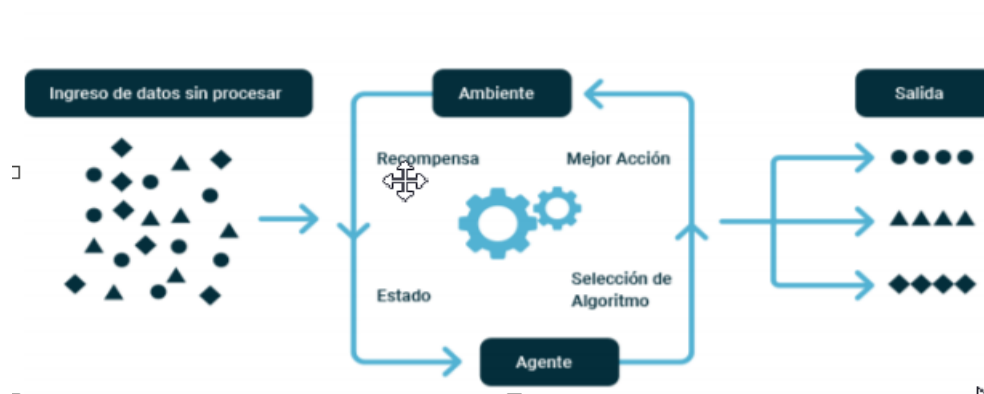 Ingreso de datos sin procesar
Ambiente
Salida
Recompensa
Mejor Acción
Estado
Selección de
Algoritmo
Agente